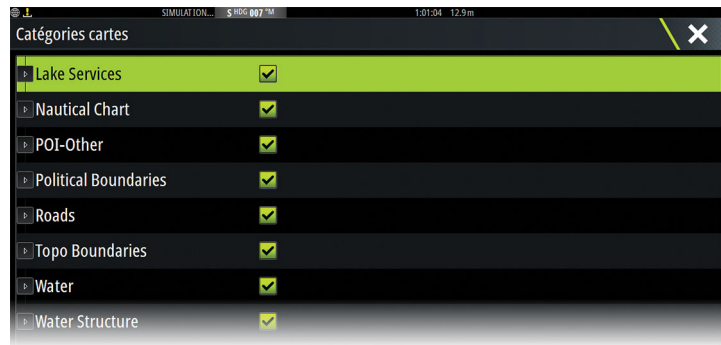 SIMULATION... S HDG 007 °M 1:01:04 12.9 m
Catégories cartes
Lake Services
Nautical Chart
POI-Other
Political Boundaries
Roads
Topo Boundaries
Water
Water Structure